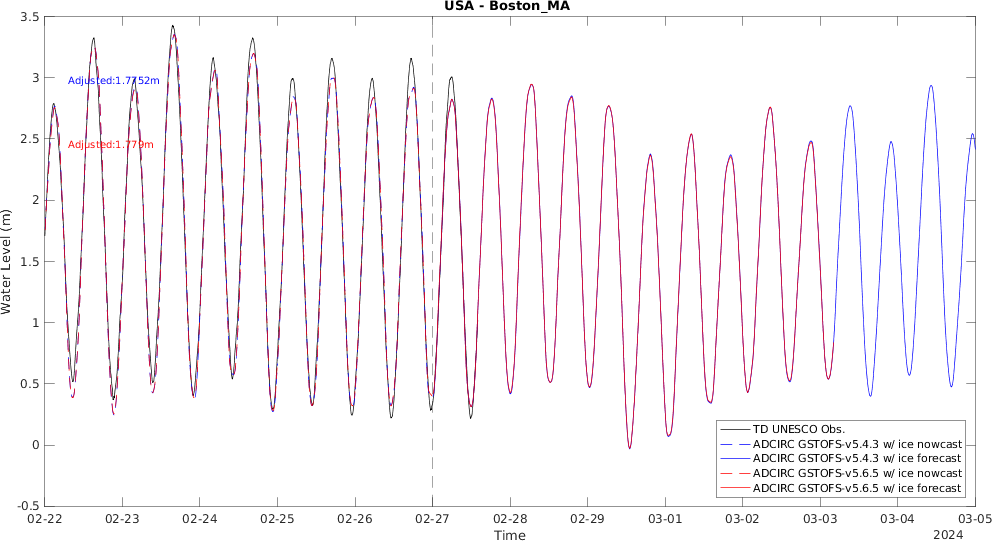 USA - Boston_MA
3.5
3
2.5
2
1.5
1
0.5
0
-0.5
Water Level (m)
Adjusted:1.7752m
Adjusted:1.779m
TD UNESCO Obs.
ADCIRC GSTOFS-v5.4.3 w/ ice nowcast
ADCIRC GSTOFS-v5.4.3 w/ ice forecast
ADCIRC GSTOFS-v5.6.5 w/ ice nowcast
ADCIRC GSTOFS-v5.6.5 w/ ice forecast
02-22 02-23 02-24 02-25 02-26 02-27 02-28 02-29 03-01 03-02 03-03 03-04 03-05
Time
2024